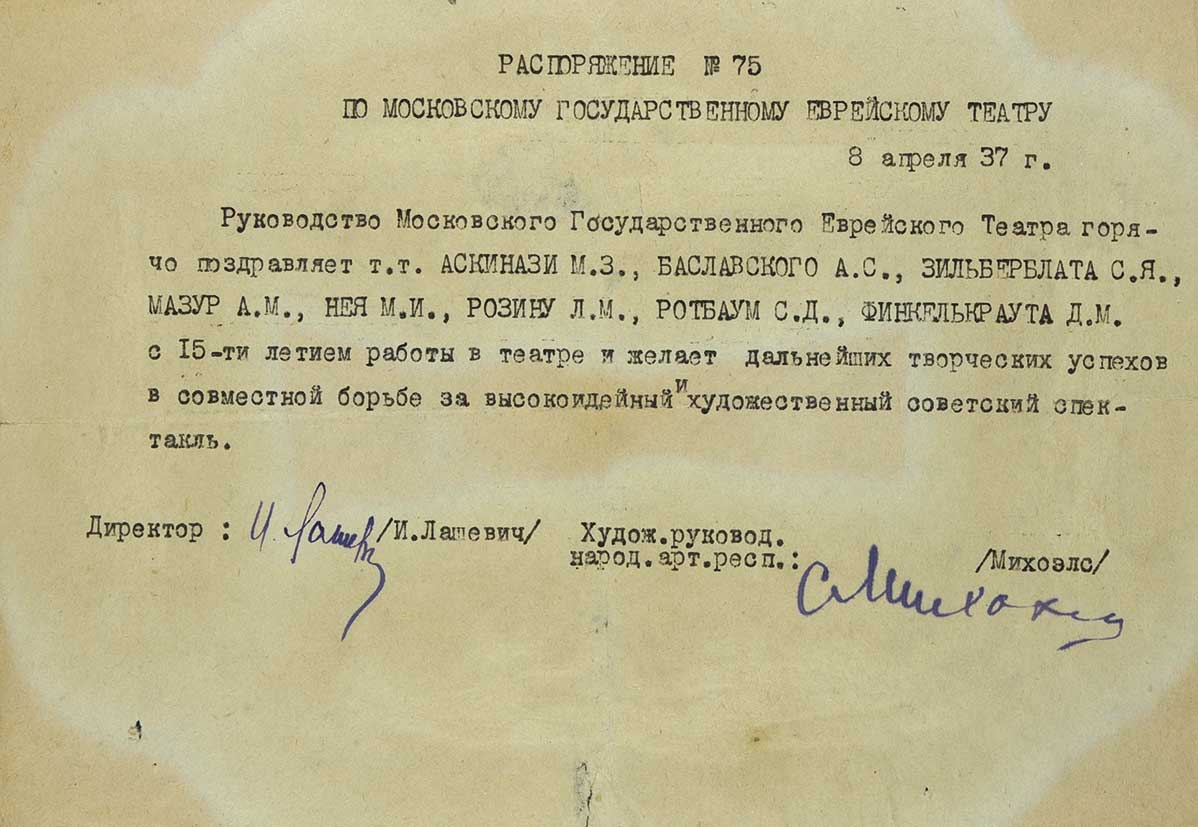 РАСПОРЯЖЕНИЕ № 75
ПО МОСКОВСКОМУ ГОСУДАРСТВЕННОМУ ЕВРЕЙСКОМУ ТЕАТРУ
8 апреля 37 г.
Руководство Московского Государственного Еврейского Театра горя-
чо поздравляет т.т. АСКИНАЗИ М.З., БАСЛАВСКОГО А.С., ЗИЛЬБЕРБЛАТА С.Я.,
МАЗУР А.М., НЕЯ М.И., РОЗИНУ Л.М., РОТБАУМ С.Д., ФИНКЕЛЬКРАУТА Д.М.
с 15-ти летием работы в театре и желает дальнейших творческих успехов
в совместной борьбе за высокоидейный и художественный советский спек-
такль.
Директор : И. Лашевич /И.Лашевич/ Худож.руковод.
народ.арт.респ.: С. Михоэлс /Михоэлс/